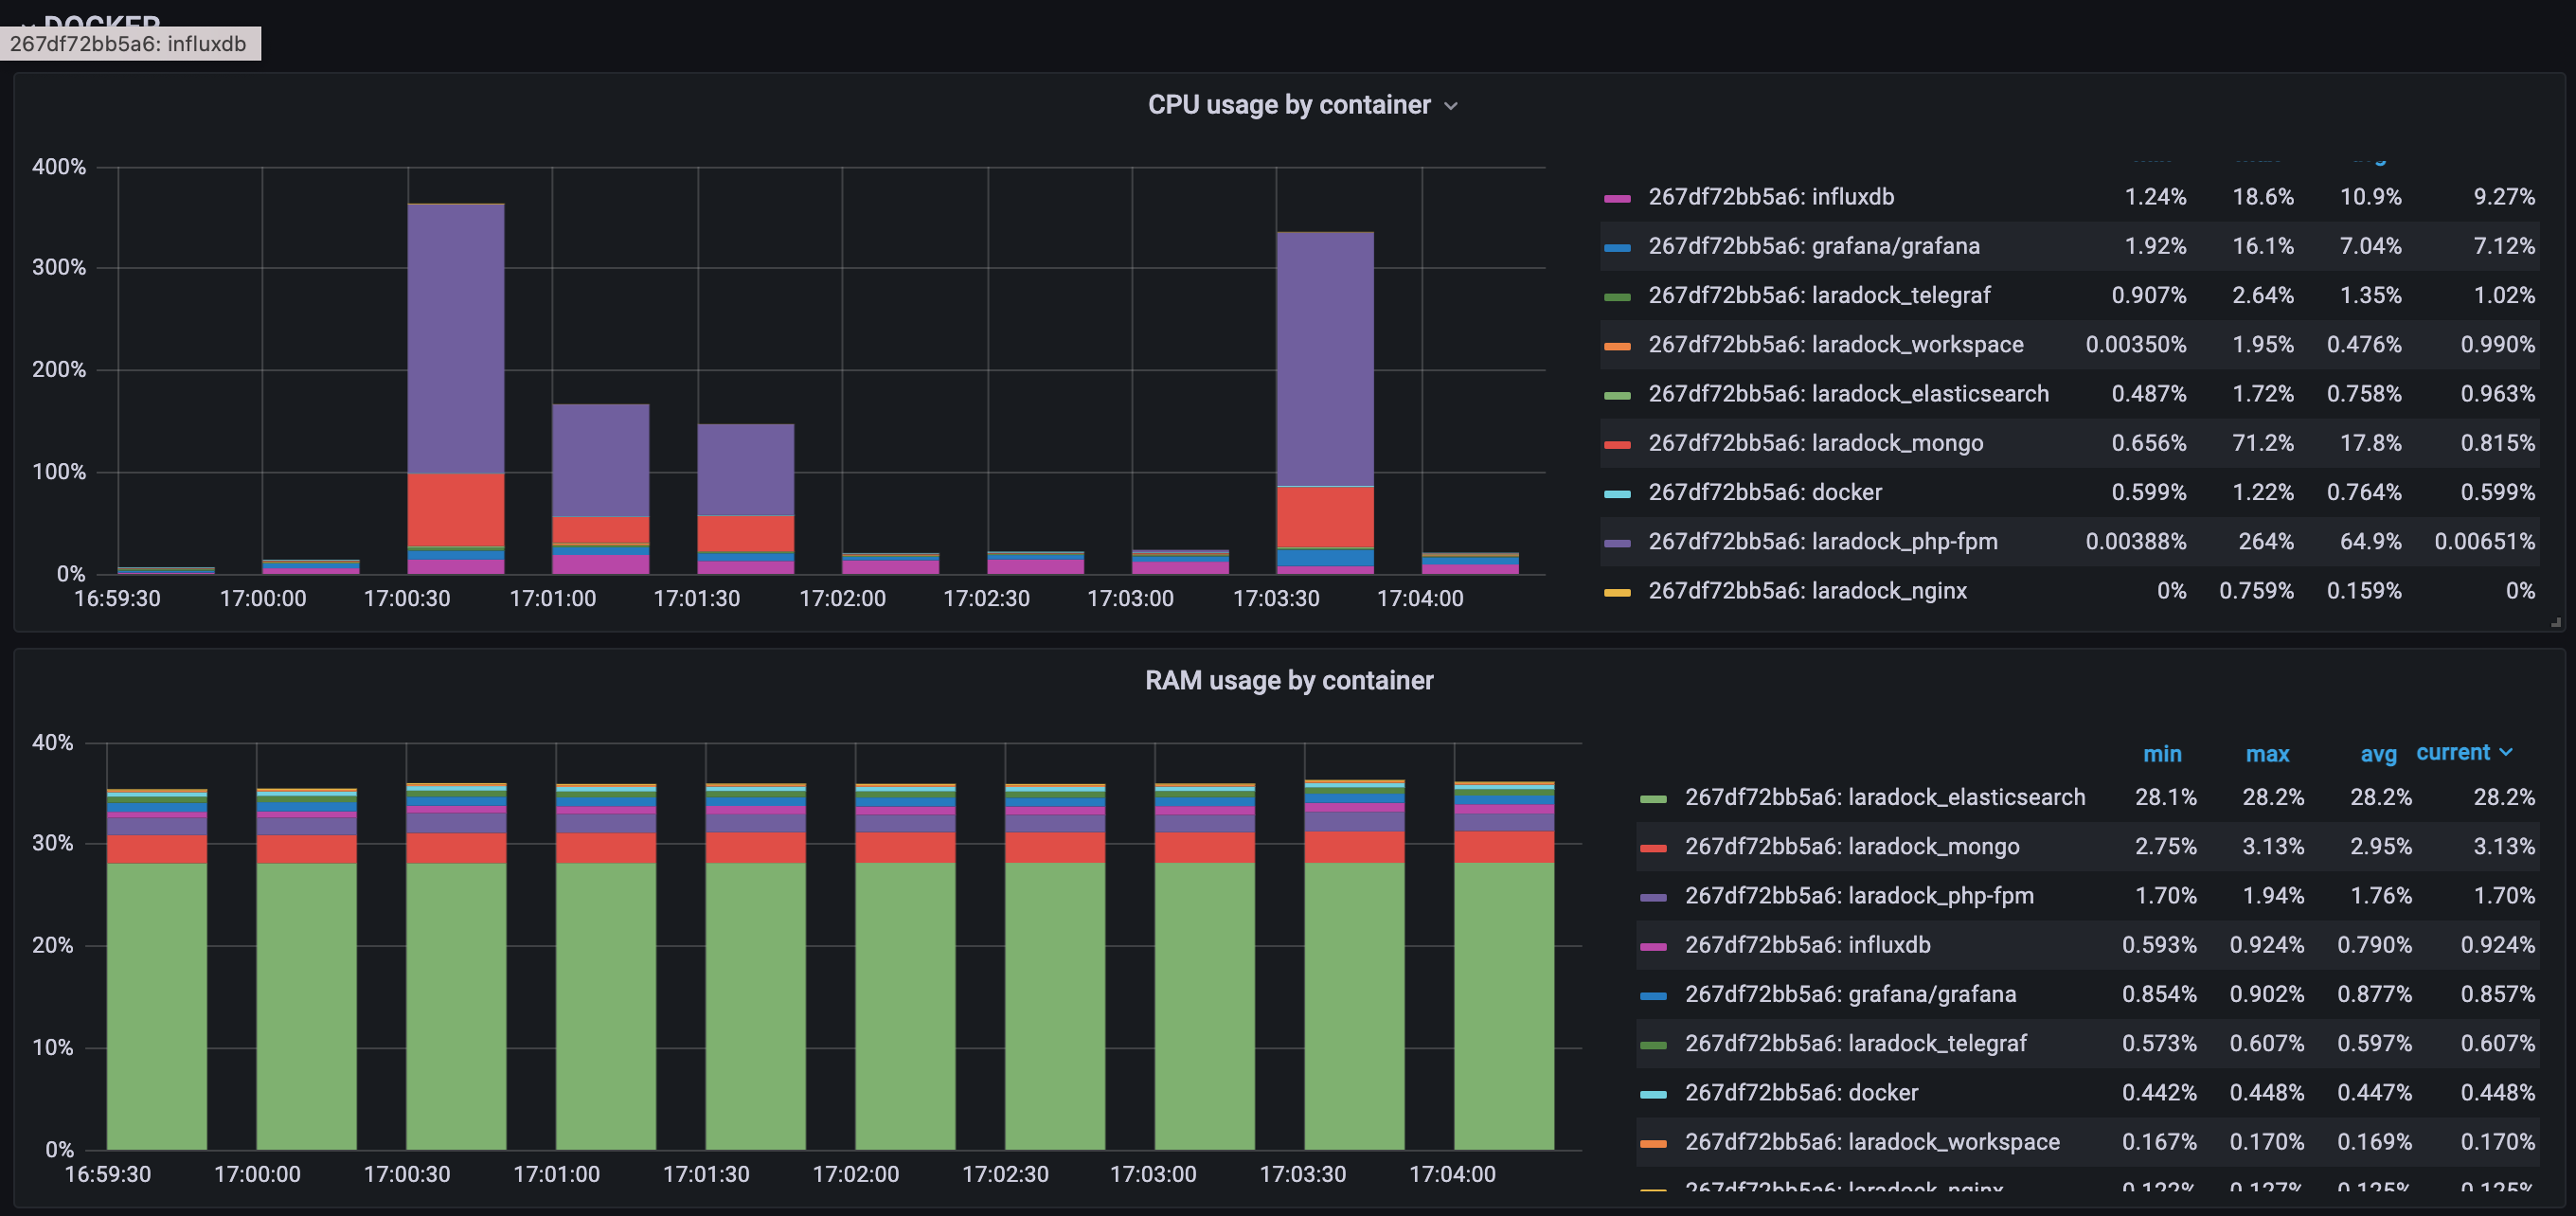 DOCKER
267df72bb5a6: influxdb
CPU usage by container
400%
300%
200%
100%
0%
16:59:30 17:00:00 17:00:30 17:01:00 17:01:30 17:02:00 17:02:30 17:03:00 17:03:30 17:04:00
267df72bb5a6: influxdb 1.24% 18.6% 10.9% 9.27%
267df72bb5a6: grafana/grafana 1.92% 16.1% 7.04% 7.12%
267df72bb5a6: laradock_telegraf 0.907% 2.64% 1.35% 1.02%
267df72bb5a6: laradock_workspace 0.00350% 1.95% 0.476% 0.990%
267df72bb5a6: laradock_elasticsearch 0.487% 1.72% 0.758% 0.963%
267df72bb5a6: laradock_mongo 0.656% 71.2% 17.8% 0.815%
267df72bb5a6: docker 0.599% 1.22% 0.764% 0.599%
267df72bb5a6: laradock_php-fpm 0.00388% 264% 64.9% 0.00651%
267df72bb5a6: laradock_nginx 0% 0.759% 0.159% 0%
RAM usage by container
40%
30%
20%
10%
0%
16:59:30 17:00:00 17:00:30 17:01:00 17:01:30 17:02:00 17:02:30 17:03:00 17:03:30 17:04:00
min max avg current
267df72bb5a6: laradock_elasticsearch 28.1% 28.2% 28.2% 28.2%
267df72bb5a6: laradock_mongo 2.75% 3.13% 2.95% 3.13%
267df72bb5a6: laradock_php-fpm 1.70% 1.94% 1.76% 1.70%
267df72bb5a6: influxdb 0.593% 0.924% 0.790% 0.924%
267df72bb5a6: grafana/grafana 0.854% 0.902% 0.877% 0.857%
267df72bb5a6: laradock_telegraf 0.573% 0.607% 0.597% 0.607%
267df72bb5a6: docker 0.442% 0.448% 0.447% 0.448%
267df72bb5a6: laradock_workspace 0.167% 0.170% 0.169% 0.170%
267df72bb5a6: laradock_nginx 0.122% 0.127% 0.125% 0.125%